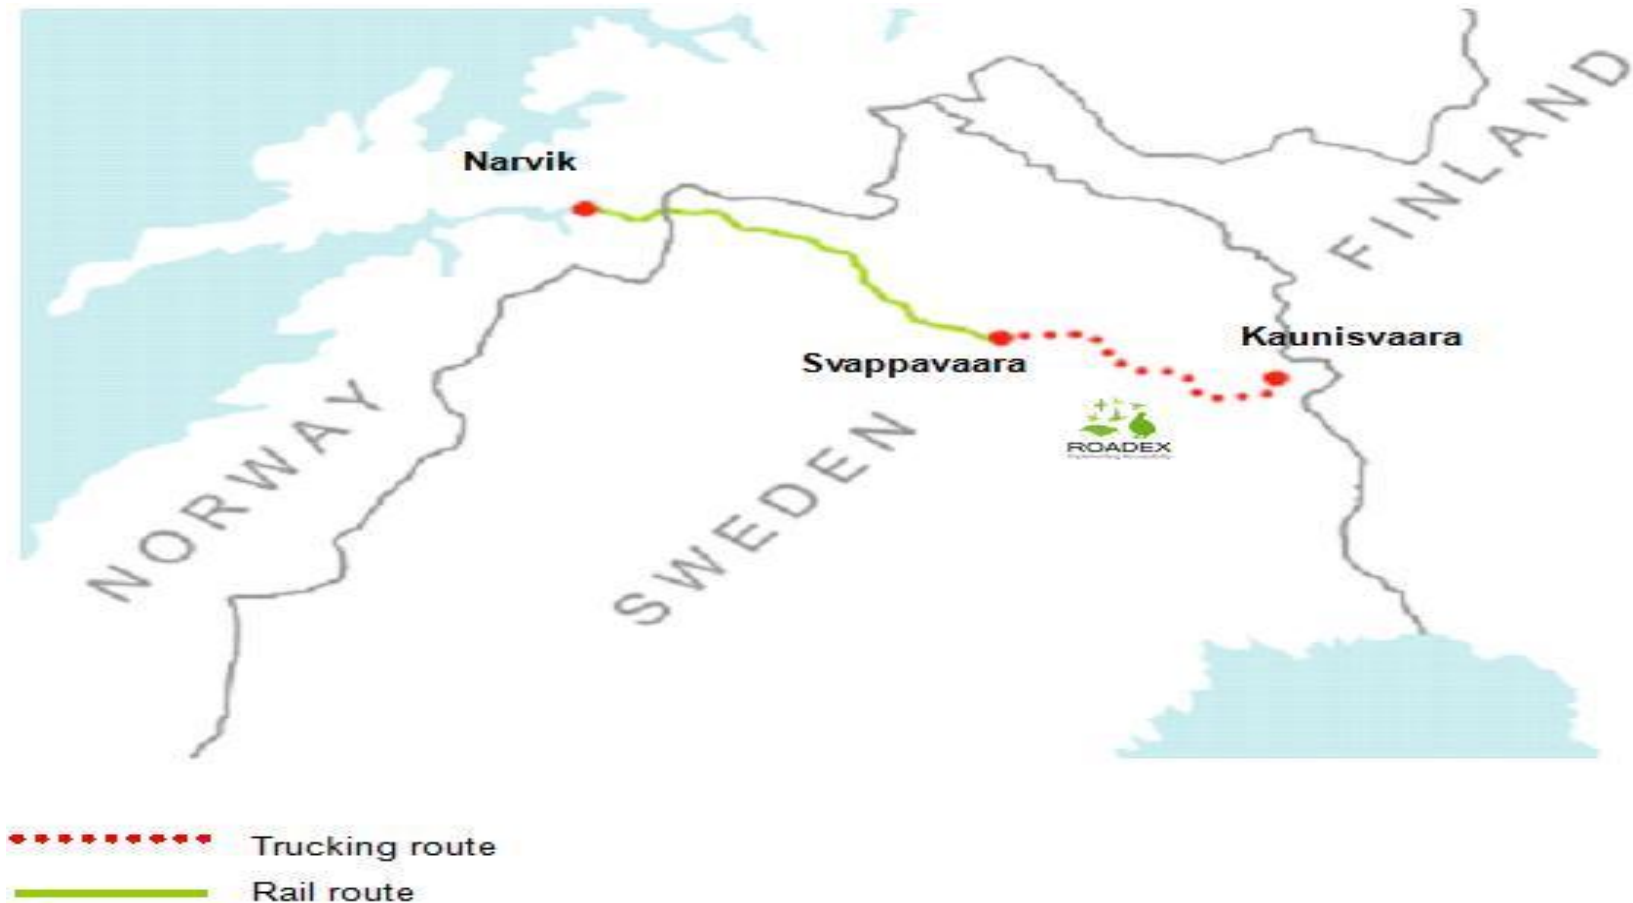 Narvik
FINLAND
Kaunisvaara
Svappavaara
NORWAY
SWEDEN
ROADEX
Trucking route
Rail route